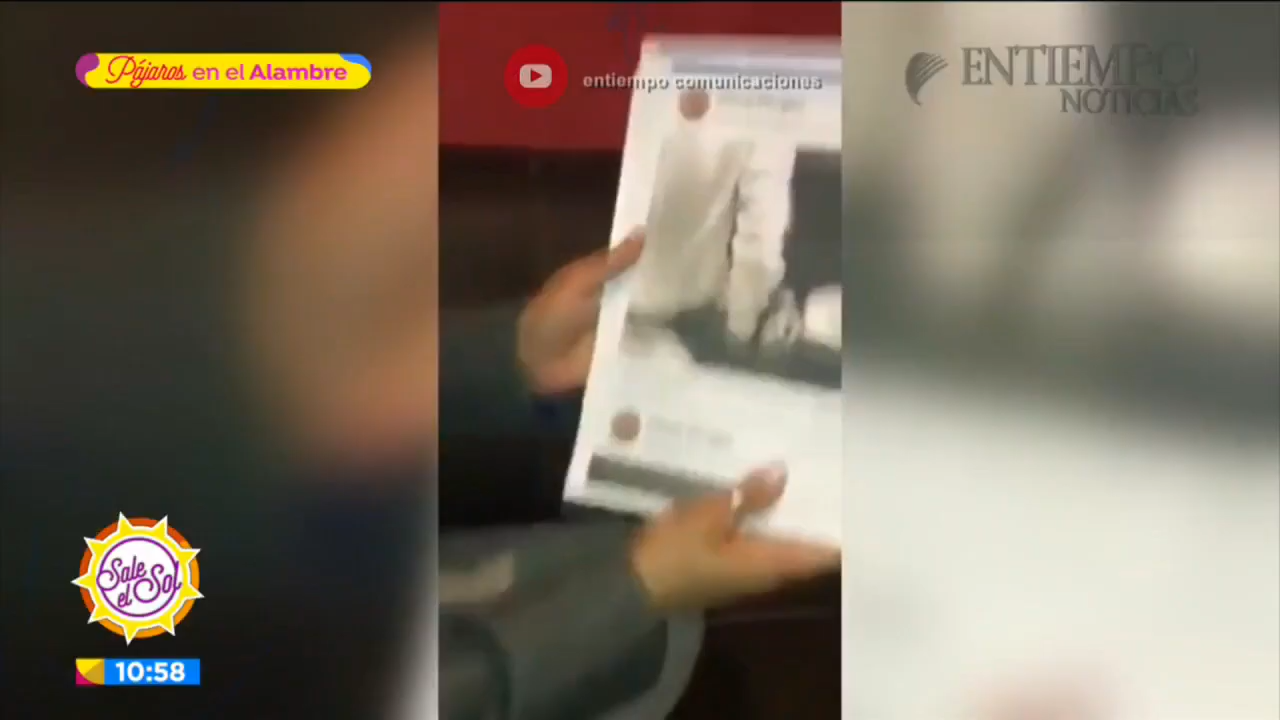 Pájaros en el Alambre
entiempo comunicaciones
ENTIEMPO
NOTICIAS
Sale
el Sol
10:58